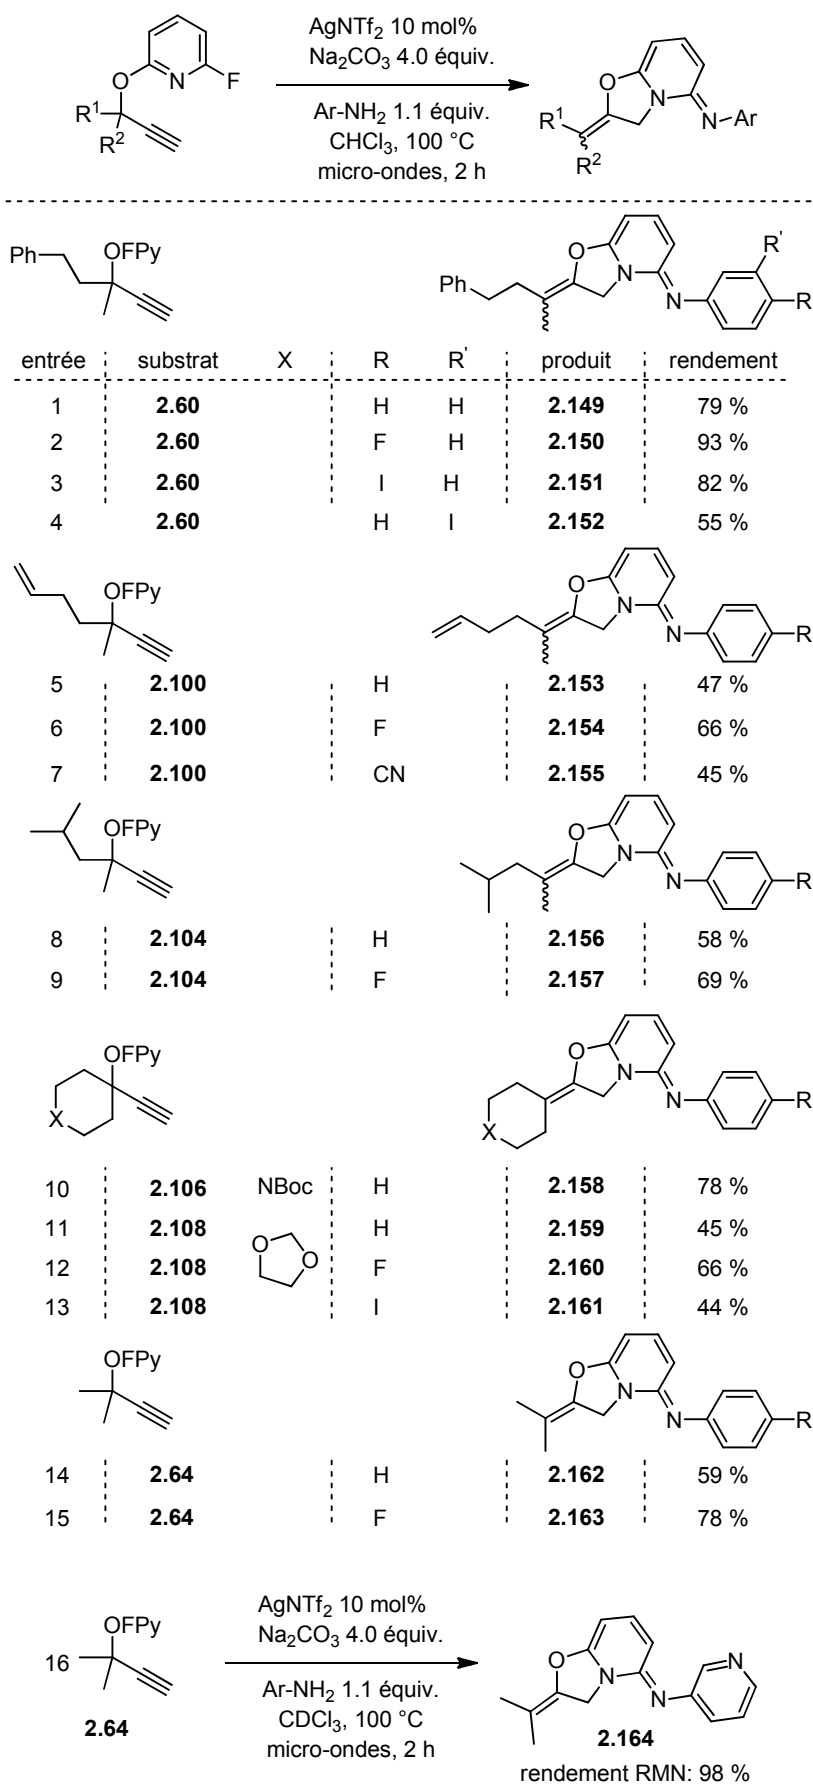 AgNTf2 10 mol%
Na2CO3 4.0 équiv.
Ar-NH2 1.1 équiv.
CHCl3, 100 °C
micro-ondes, 2 h
O N F
R1
R2
O N N Ar
R1
R2
Ph OFPy
Ph O N N R' R
entrée substrat X R R' produit rendement
1 2.60 H H 2.149 79 %
2 2.60 F H 2.150 93 %
3 2.60 I H 2.151 82 %
4 2.60 H I 2.152 55 %
OFPy O N N R
5 2.100 H 2.153 47 %
6 2.100 F 2.154 66 %
7 2.100 CN 2.155 45 %
OFPy O N N R
8 2.104 H 2.156 58 %
9 2.104 F 2.157 69 %
OFPy X O N N R X
10 2.106 NBoc H 2.158 78 %
11 2.108 H 2.159 45 %
O O
12 2.108 F 2.160 66 %
13 2.108 I 2.161 44 %
OFPy O N N R
14 2.64 H 2.162 59 %
15 2.64 F 2.163 78 %
AgNTf2 10 mol%
Na2CO3 4.0 équiv.
Ar-NH2 1.1 équiv.
CDCl3, 100 °C
micro-ondes, 2 h
16 OFPy
2.64
O N N N
2.164
rendement RMN: 98 %